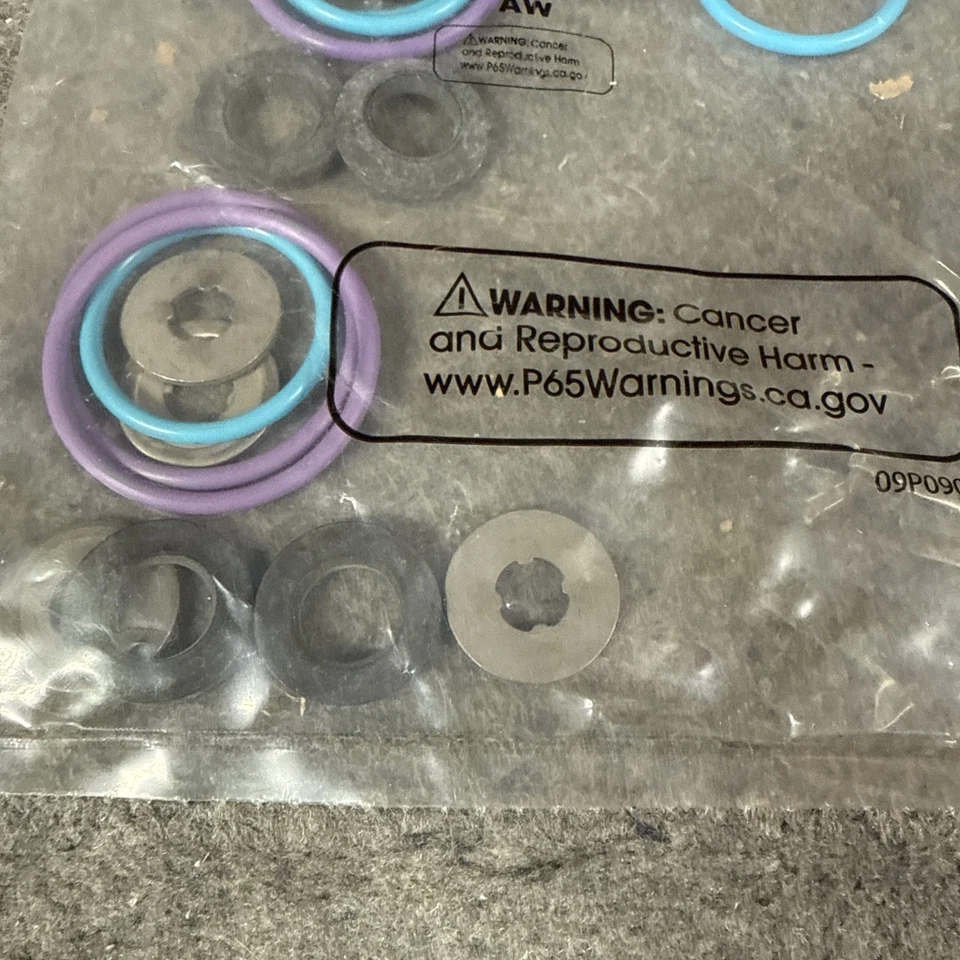 AW
WARNING: Cancer
and Reproductive Harm
www.P65Warnings.ca.gov
WARNING: Cancer
and Reproductive Harm -
www.P65Warnings.ca.gov
09P090